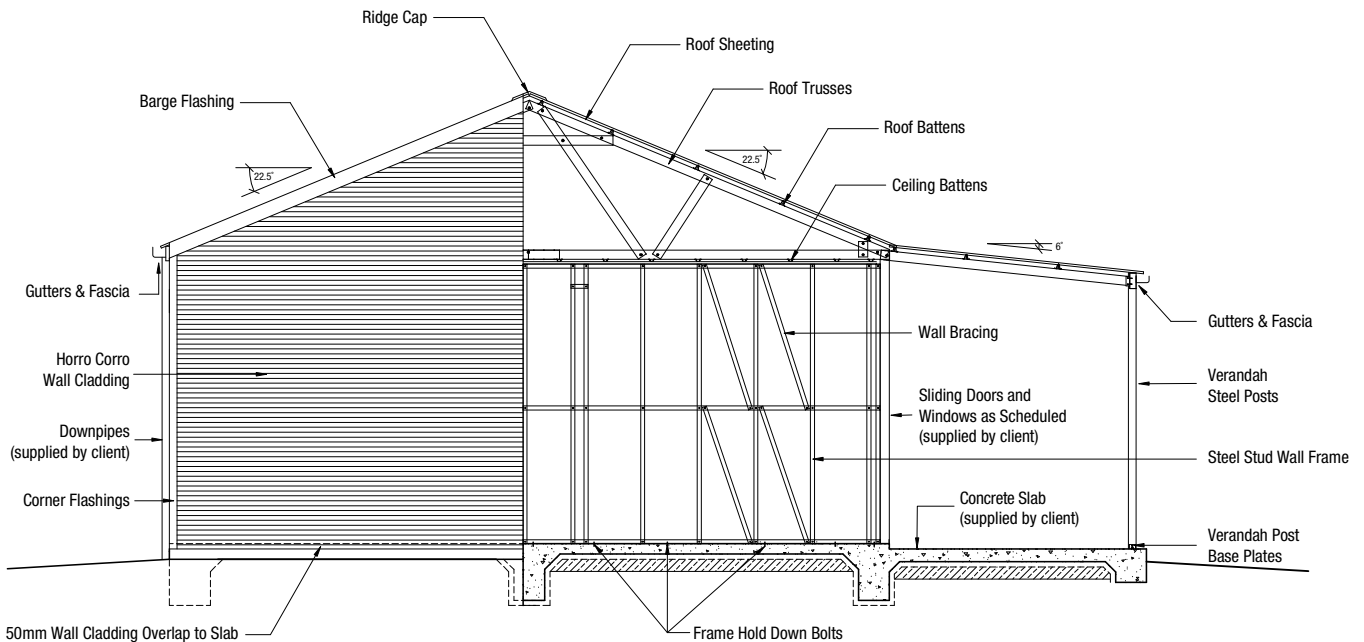 Ridge Cap
Roof Sheeting
Barge Flashing
Roof Trusses
Roof Battens
22.5°
22.5°
Ceiling Battens
6°
Gutters & Fascia
Gutters & Fascia
Wall Bracing
Horro Corro
Wall Cladding
Verandah
Steel Posts
Sliding Doors and
Windows as Scheduled
(supplied by client)
Downpipes
(supplied by client)
Steel Stud Wall Frame
Corner Flashings
Concrete Slab
(supplied by client)
Verandah Post
Base Plates
50mm Wall Cladding Overlap to Slab
Frame Hold Down Bolts